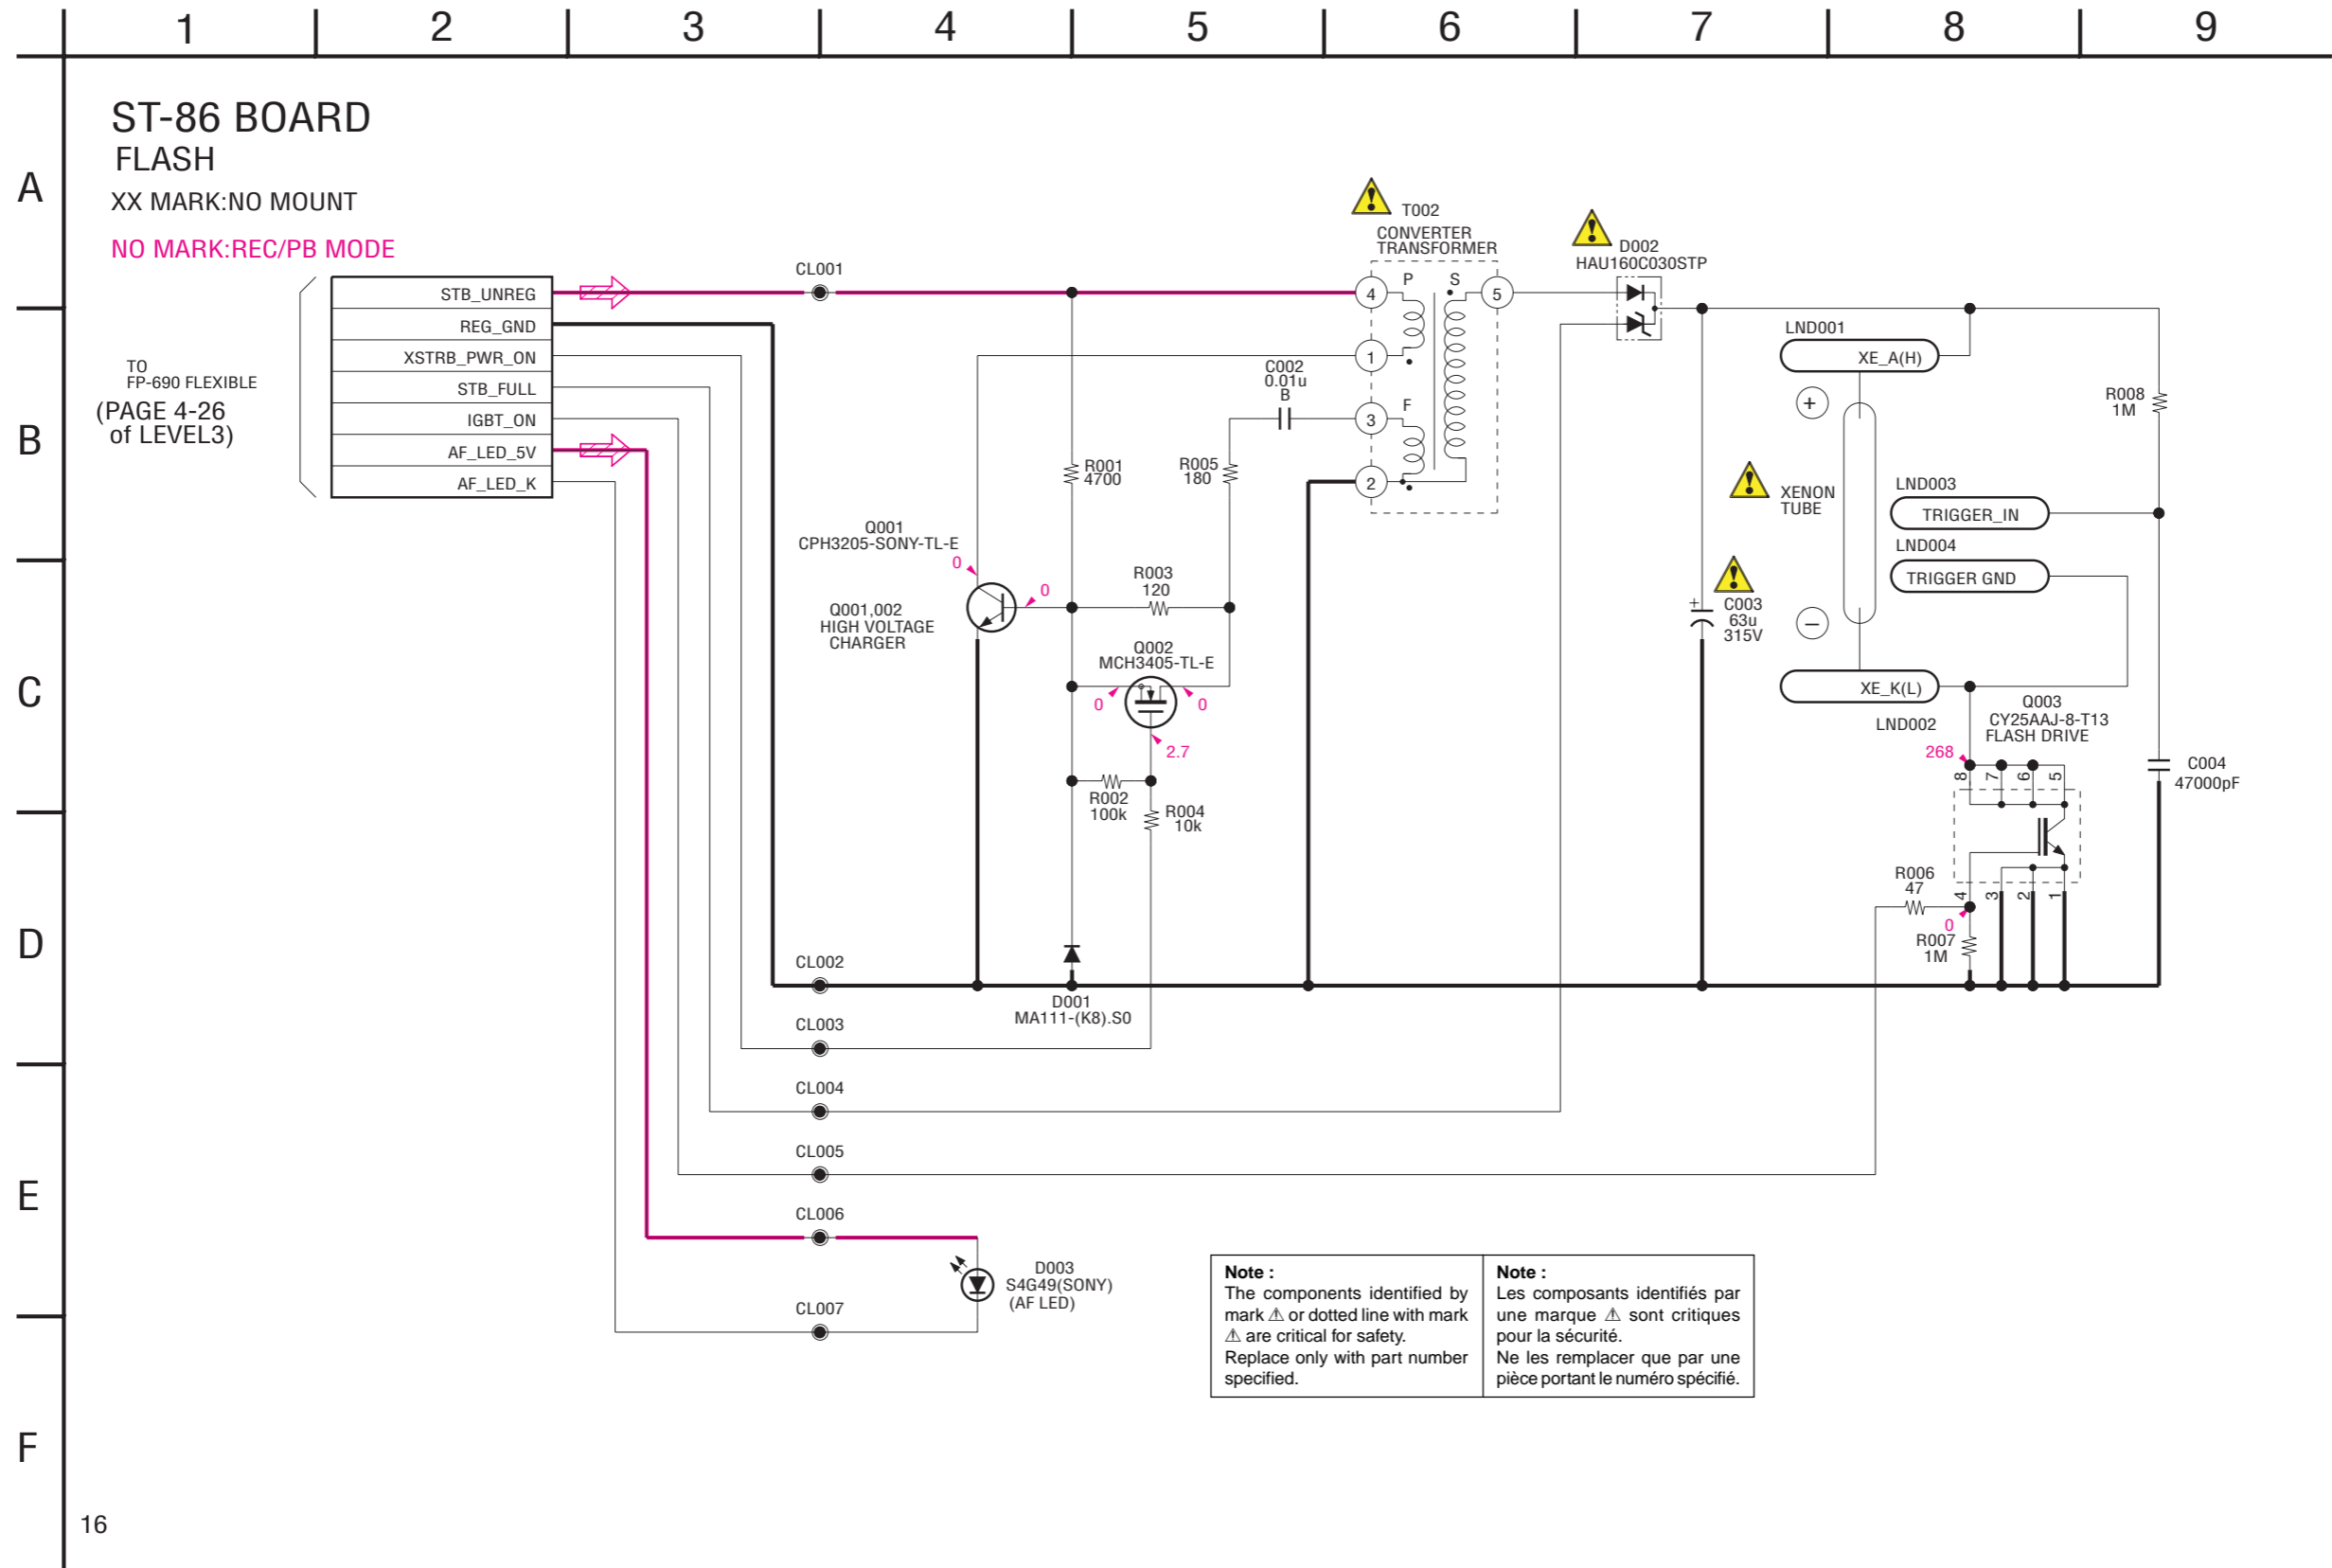 1 2 3 4 5 6 7 8 9
A
B
C
D
E
F
ST-86 BOARD
FLASH
XX MARK:NO MOUNT
NO MARK:REC/PB MODE
TO
FP-690 FLEXIBLE
(PAGE 4-26
of LEVEL3)
STB_UNREG
REG_GND
XSTRB_PWR_ON
STB_FULL
IGBT_ON
AF_LED_5V
AF_LED_K
CL001
T002
CONVERTER
TRANSFORMER
P S
4
5
1
F
3
2
D002
HAU160C030STP
C002
0.01u
B
R001
4700
R005
180
Q001
CPH3205-SONY-TL-E
0
0
Q001,002
HIGH VOLTAGE
CHARGER
R003
120
Q002
MCH3405-TL-E
0
0
2.7
R002
100k
R004
10k
LND001
XE_A(H)
+
XENON
TUBE
–
R008
1M
LND003
TRIGGER_IN
LND004
TRIGGER GND
+
C003
63u
315V
XE_K(L)
LND002
Q003
CY25AAJ-8-T13
FLASH DRIVE
268
8 7 6 5
C004
47000pF
R006
47
4 3 2 1
0
R007
1M
CL002
D001
MA111-(K8).S0
CL003
CL004
CL005
CL006
D003
S4G49(SONY)
(AF LED)
CL007
Note :
The components identified by
mark ⚠ or dotted line with mark
⚠ are critical for safety.
Replace only with part number
specified.
Note :
Les composants identifiés par
une marque ⚠ sont critiques
pour la sécurité.
Ne les remplacer que par une
pièce portant le numéro spécifié.
16